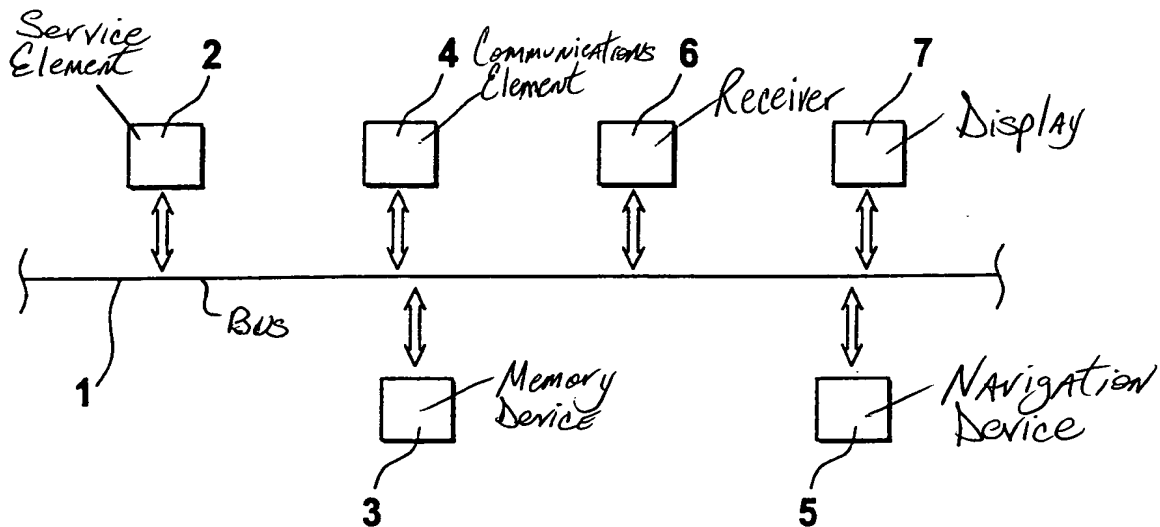 Service
Element
2
4
Communications
Element
6
Receiver
7
Display
1
Bus
Memory
Device
3
Navigation
Device
5